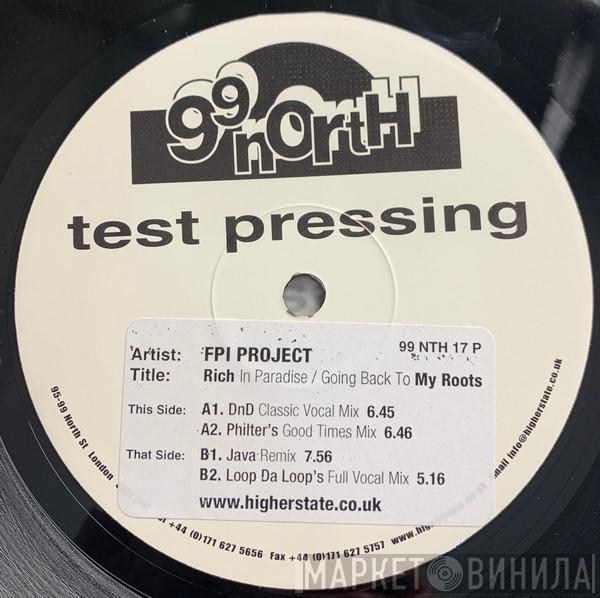 99 north
test pressing
Artist: FPI PROJECT 99 NTH 17 P
Title: Rich In Paradise / Going Back To My Roots
This Side: A1. DnD Classic Vocal Mix 6.45
A2. Philter's Good Times Mix 6.46
That Side: B1. Java Remix 7.56
B2. Loop Da Loop's Full Vocal Mix 5.16
www.higherstate.co.uk
95-99 North St London
+44 (0)171 627 5656 Fax +44 (0)171 627 5757 www.
email info@higherstate.co.uk
МАРКЕТ ВИНИЛА